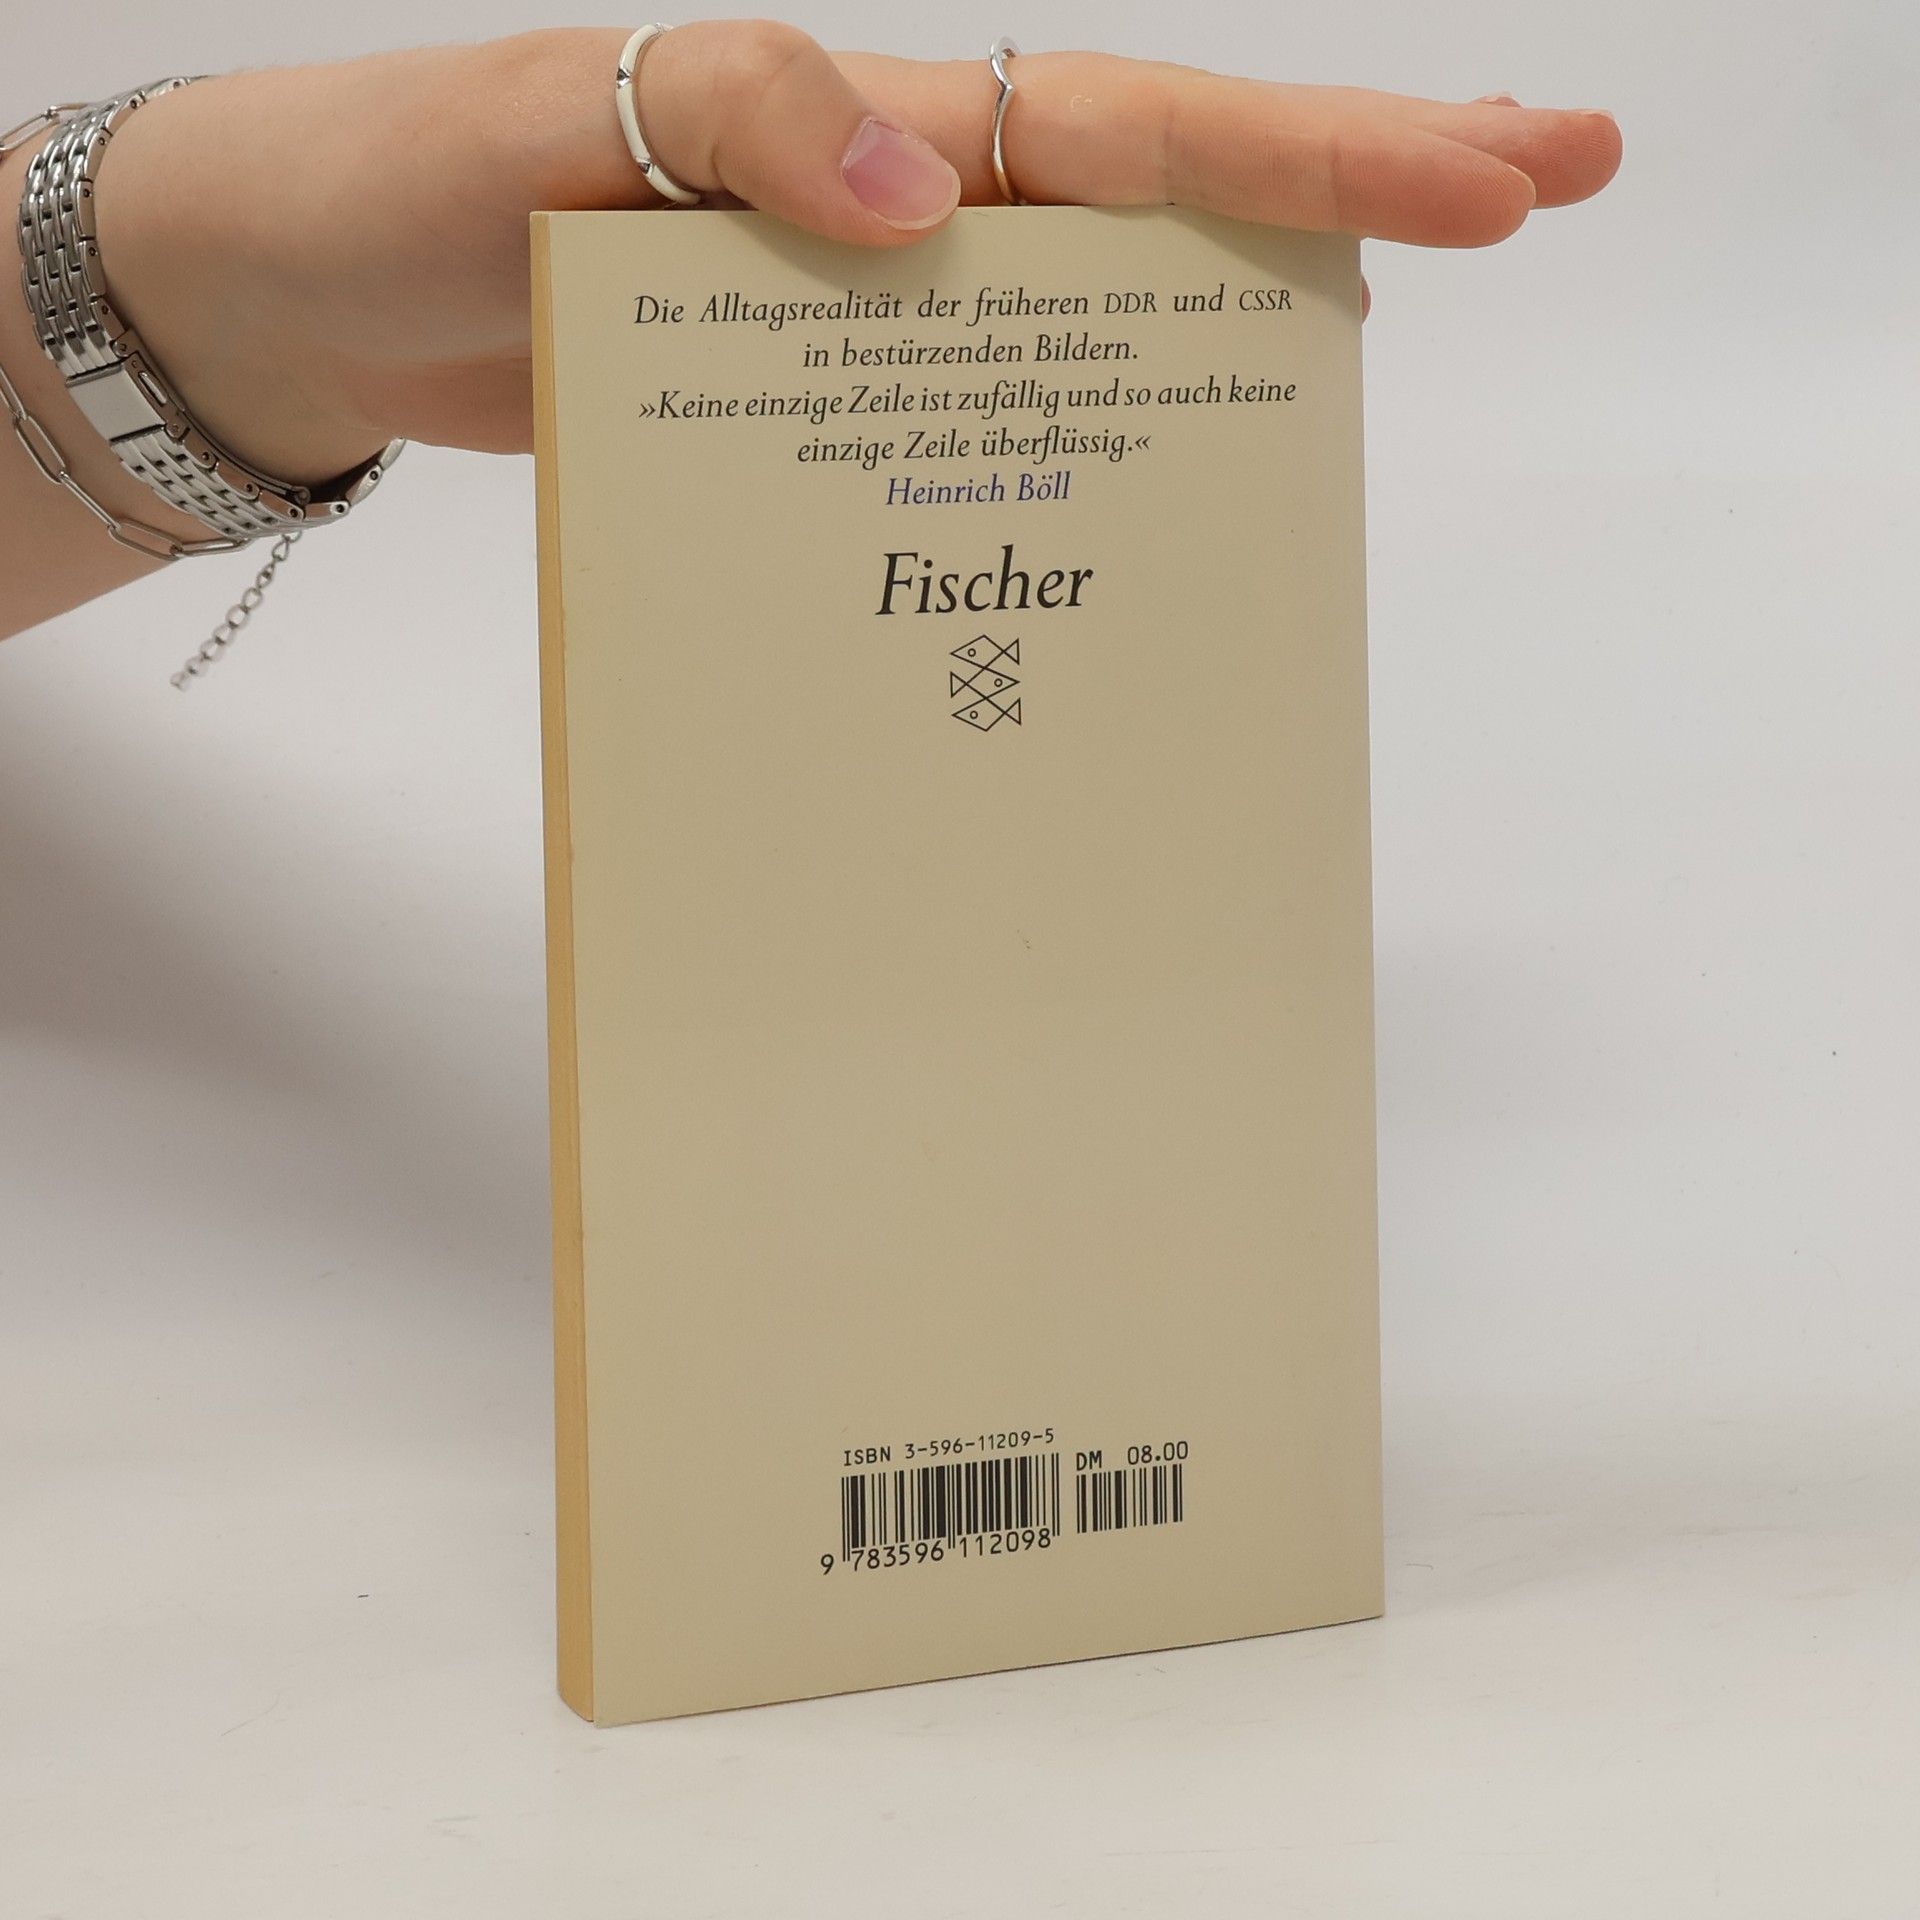 Die Alltagsrealität der früheren DDR und CSSR
in bestürzenden Bildern.
»Keine einzige Zeile ist zufällig und so auch keine
einzige Zeile überflüssig.«
Heinrich Böll
Fischer
ISBN 3-596-11209-5
DM 08.00
9 783596 112098